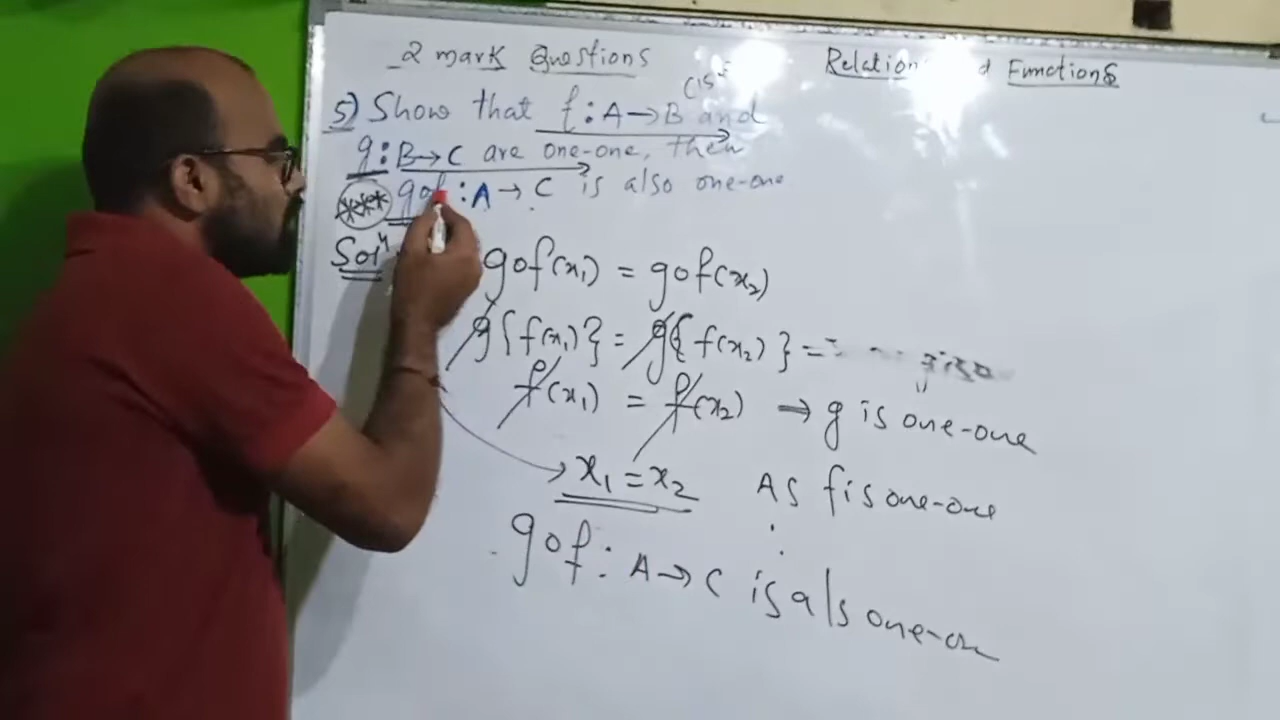 2 mark Questions
Relation d Functions
5) Show that f : A → B and
g : B → C are one-one, then
*** gof : A → C is also one-one
Solⁿ
gof(x₁) = gof(x₂)
g{f(x₁)} = g{f(x₂)} =
f(x₁) = f(x₂) → g is one-one
x₁ = x₂ As f is one-one
gof : A → C is als one-on